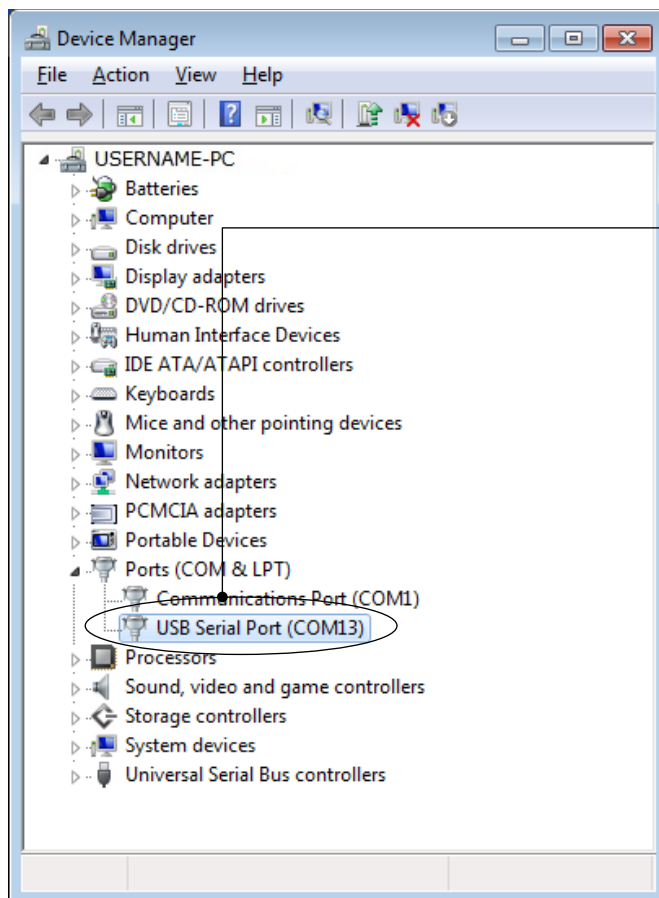 Device Manager
File Action View Help
USERNAME-PC
Batteries
Computer
Disk drives
Display adapters
DVD/CD-ROM drives
Human Interface Devices
IDE ATA/ATAPI controllers
Keyboards
Mice and other pointing devices
Monitors
Network adapters
PCMCIA adapters
Portable Devices
Ports (COM & LPT)
Communications Port (COM1)
USB Serial Port (COM13)
Processors
Sound, video and game controllers
Storage controllers
System devices
Universal Serial Bus controllers